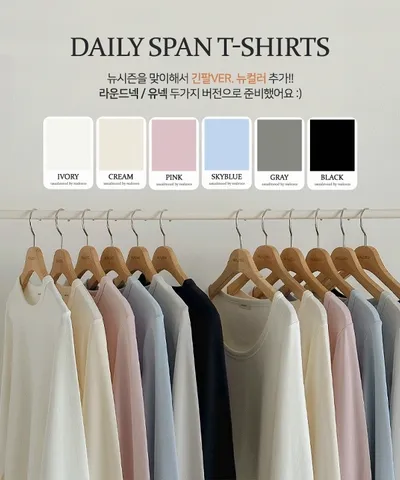 DAILY SPAN T-SHIRTS
뉴시즌을 맞이해서 긴팔VER. 뉴컬러 추가!!
라운드넥 / 유넥 두가지 버전으로 준비했어요 :)
IVORY CREAM PINK SKYBLUE GRAY BLACK